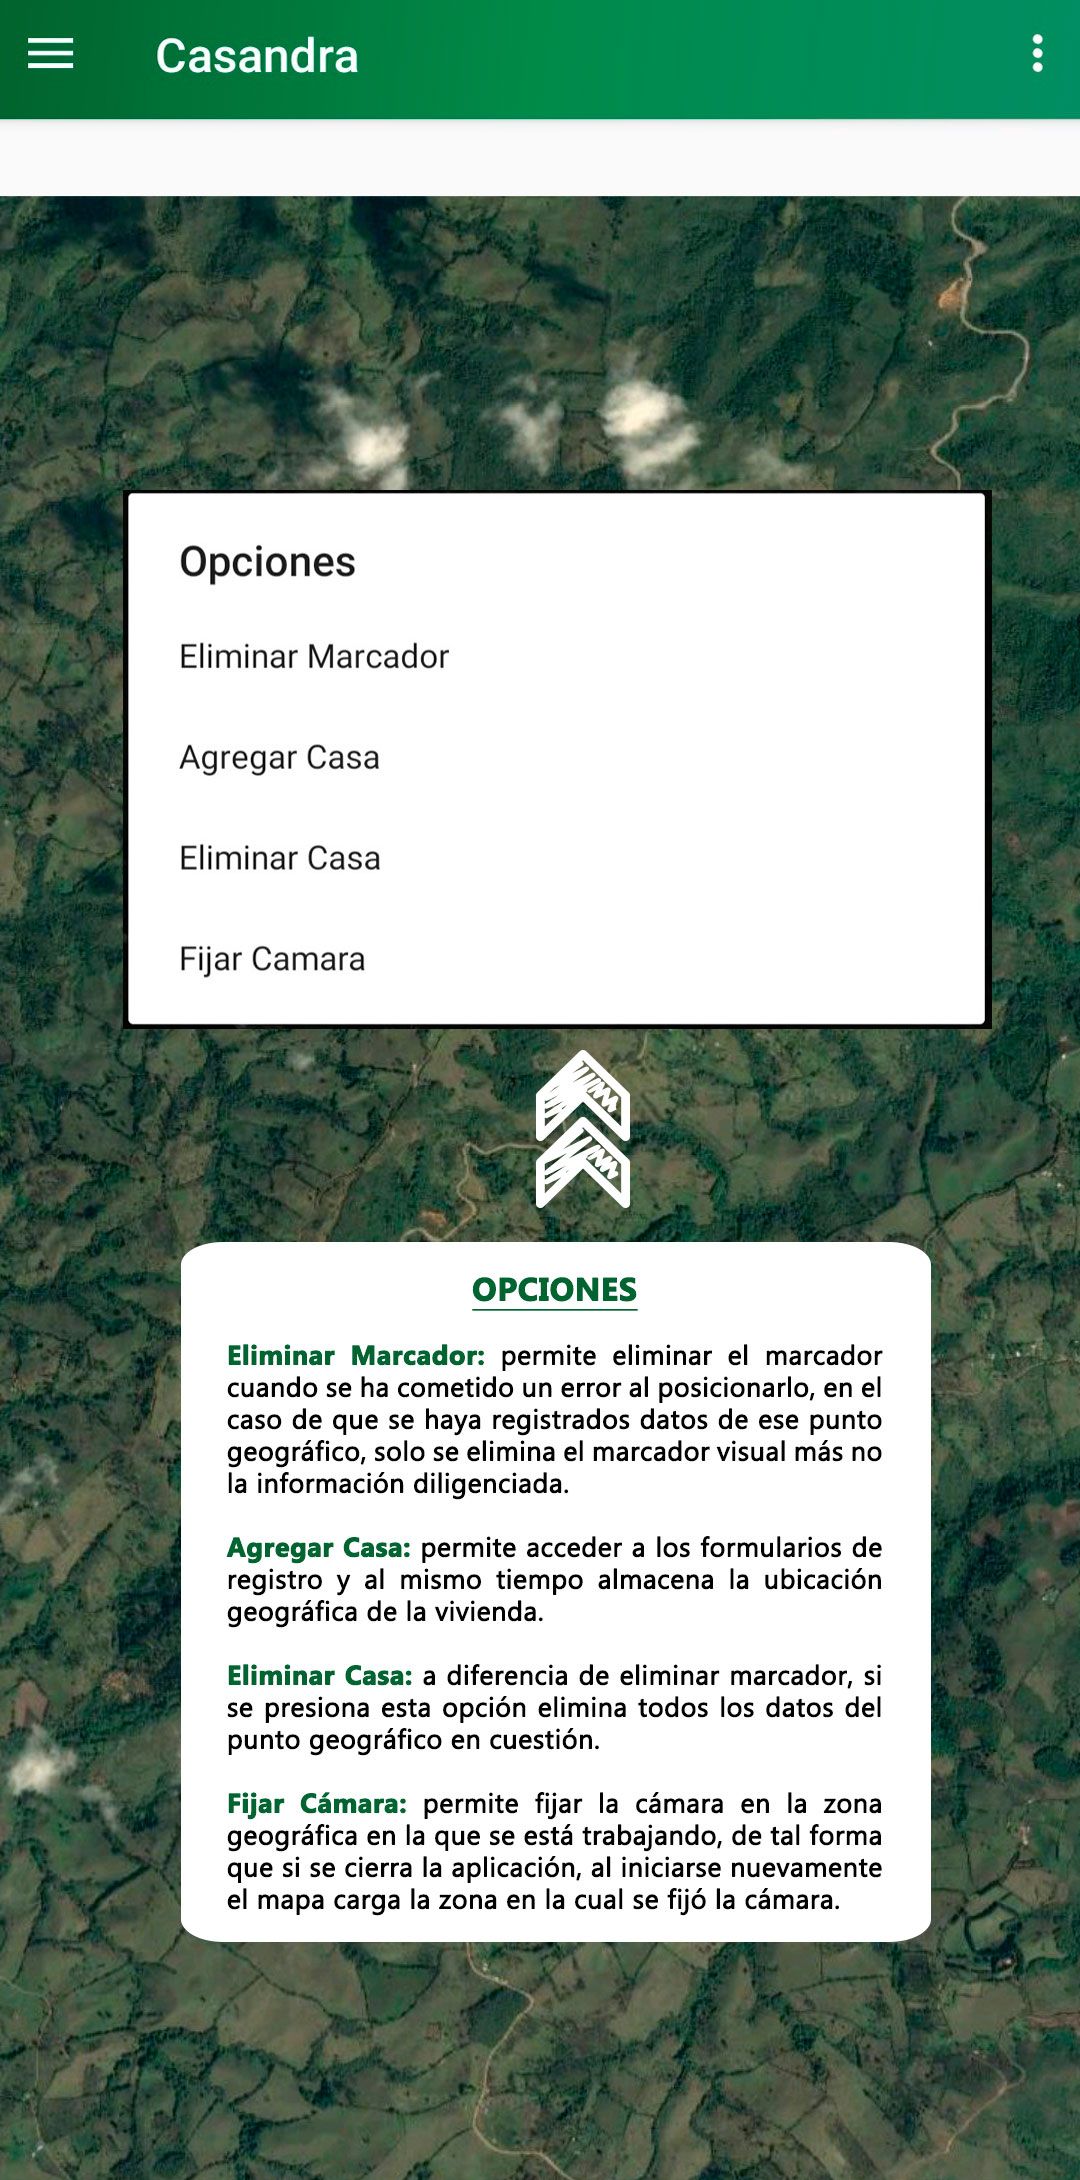 Casandra
Opciones
Eliminar Marcador
Agregar Casa
Eliminar Casa
Fijar Camara
OPCIONES
Eliminar Marcador: permite eliminar el marcador
cuando se ha cometido un error al posicionarlo, en el
caso de que se haya registrados datos de ese punto
geográfico, solo se elimina el marcador visual más no
la información diligenciada.
Agregar Casa: permite acceder a los formularios de
registro y al mismo tiempo almacena la ubicación
geográfica de la vivienda.
Eliminar Casa: a diferencia de eliminar marcador, si
se presiona esta opción elimina todos los datos del
punto geográfico en cuestión.
Fijar Cámara: permite fijar la cámara en la zona
geográfica en la que se está trabajando, de tal forma
que si se cierra la aplicación, al iniciarse nuevamente
el mapa carga la zona en la cual se fijó la cámara.